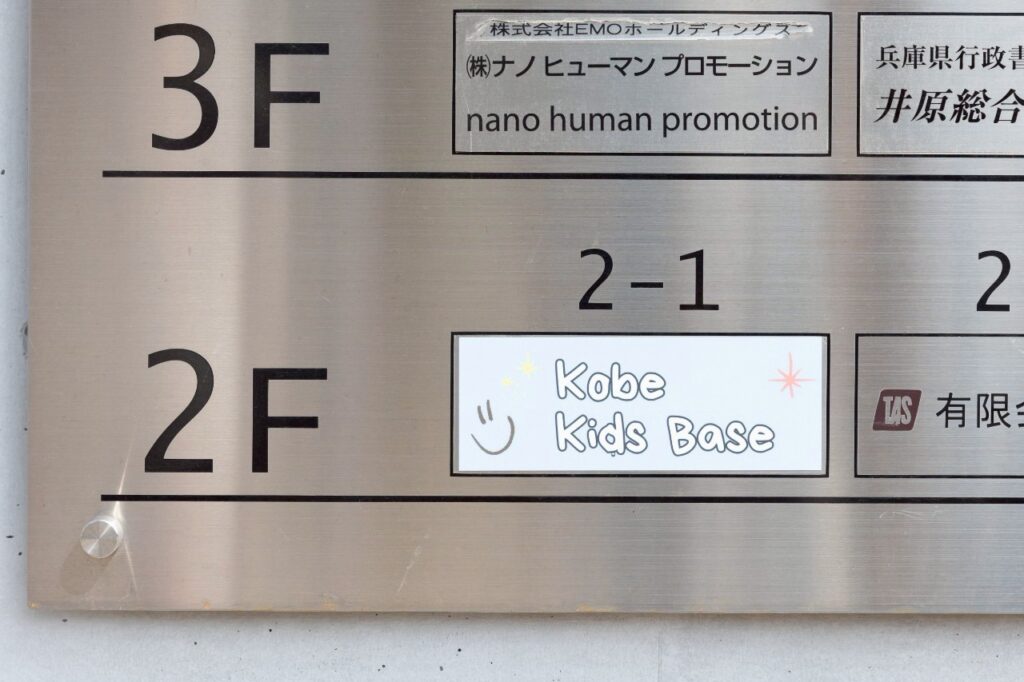 3F
株式会社EMOホールディングス
㈱ナノ ヒューマン プロモーション
nano human promotion
兵庫県行政書
井原総合
2-1
2
2F
Kobe
Kids Base
TAS
有限会